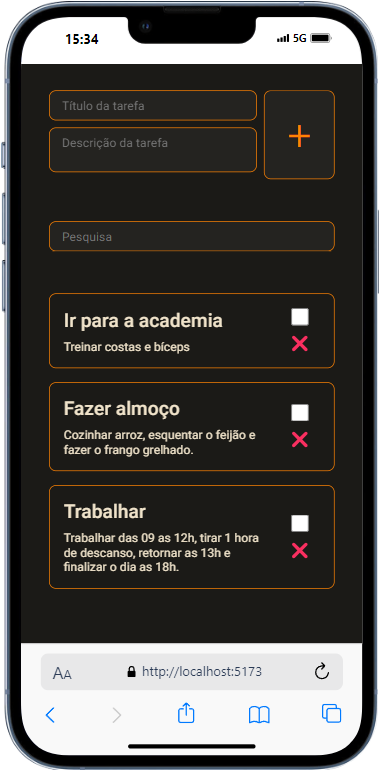 15:34
5G
Título da tarefa
Descrição da tarefa
Pesquisa
Ir para a academia
Treinar costas e bíceps
Fazer almoço
Cozinhar arroz, esquentar o feijão e
fazer o frango grelhado.
Trabalhar
Trabalhar das 09 as 12h, tirar 1 hora
de descanso, retornar as 13h e
finalizar o dia as 18h.
AA
http://localhost:5173